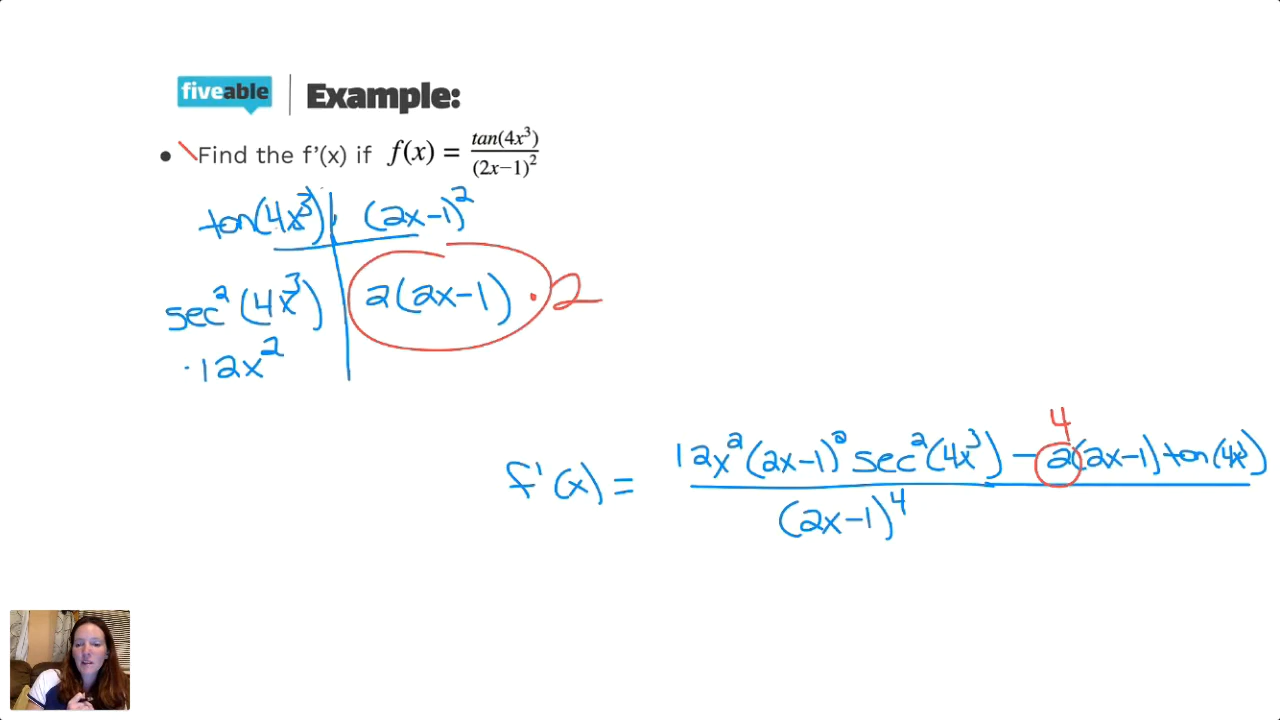 fiveable | Example:
• Find the f'(x) if f(x) = tan(4x³) / (2x−1)²
tan(4x³) | (2x−1)²
sec²(4x³) | 2(2x−1) · 2
·12x²
4
f'(x) = 12x²(2x−1)² sec²(4x³) − 2(2x−1) tan(4x³)
(2x−1)⁴